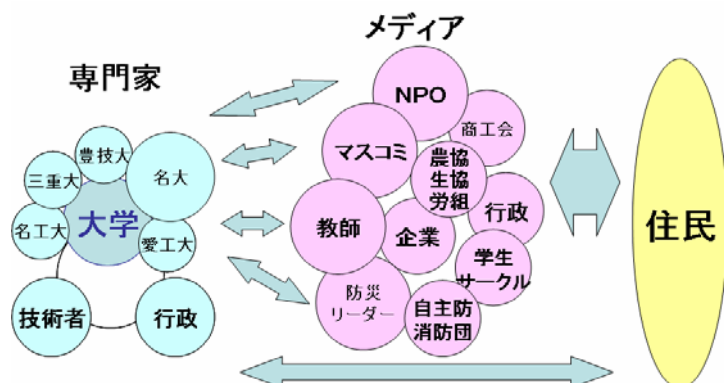 メディア
専門家
NPO
商工会
マスコミ
農協
生協
労組
豊技大
三重大
名大
名工大
大学
愛工大
教師
企業
行政
学生
サークル
住民
技術者
行政
防災
リーダー
自主防
消防団